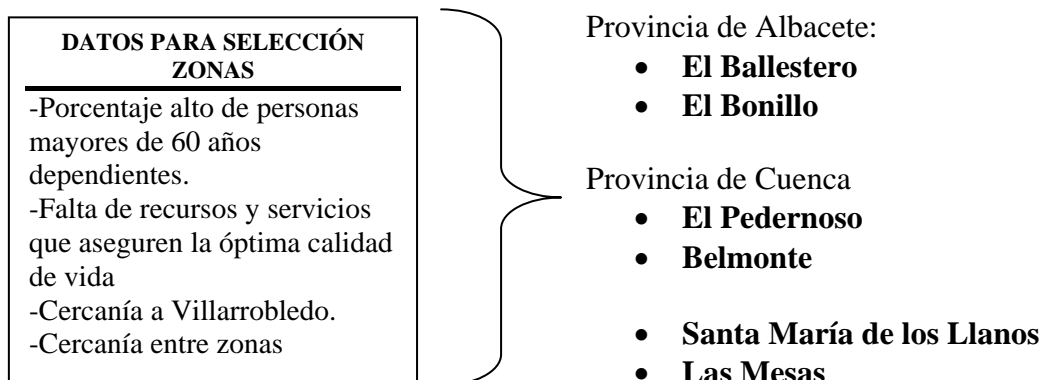 DATOS PARA SELECCIÓN
ZONAS
-Porcentaje alto de personas
mayores de 60 años
dependientes.
-Falta de recursos y servicios
que aseguren la óptima calidad
de vida
-Cercanía a Villarrobledo.
-Cercanía entre zonas
Provincia de Albacete:
• El Ballestero
• El Bonillo
Provincia de Cuenca
• El Pedernoso
• Belmonte
• Santa María de los Llanos
• Las Mesas